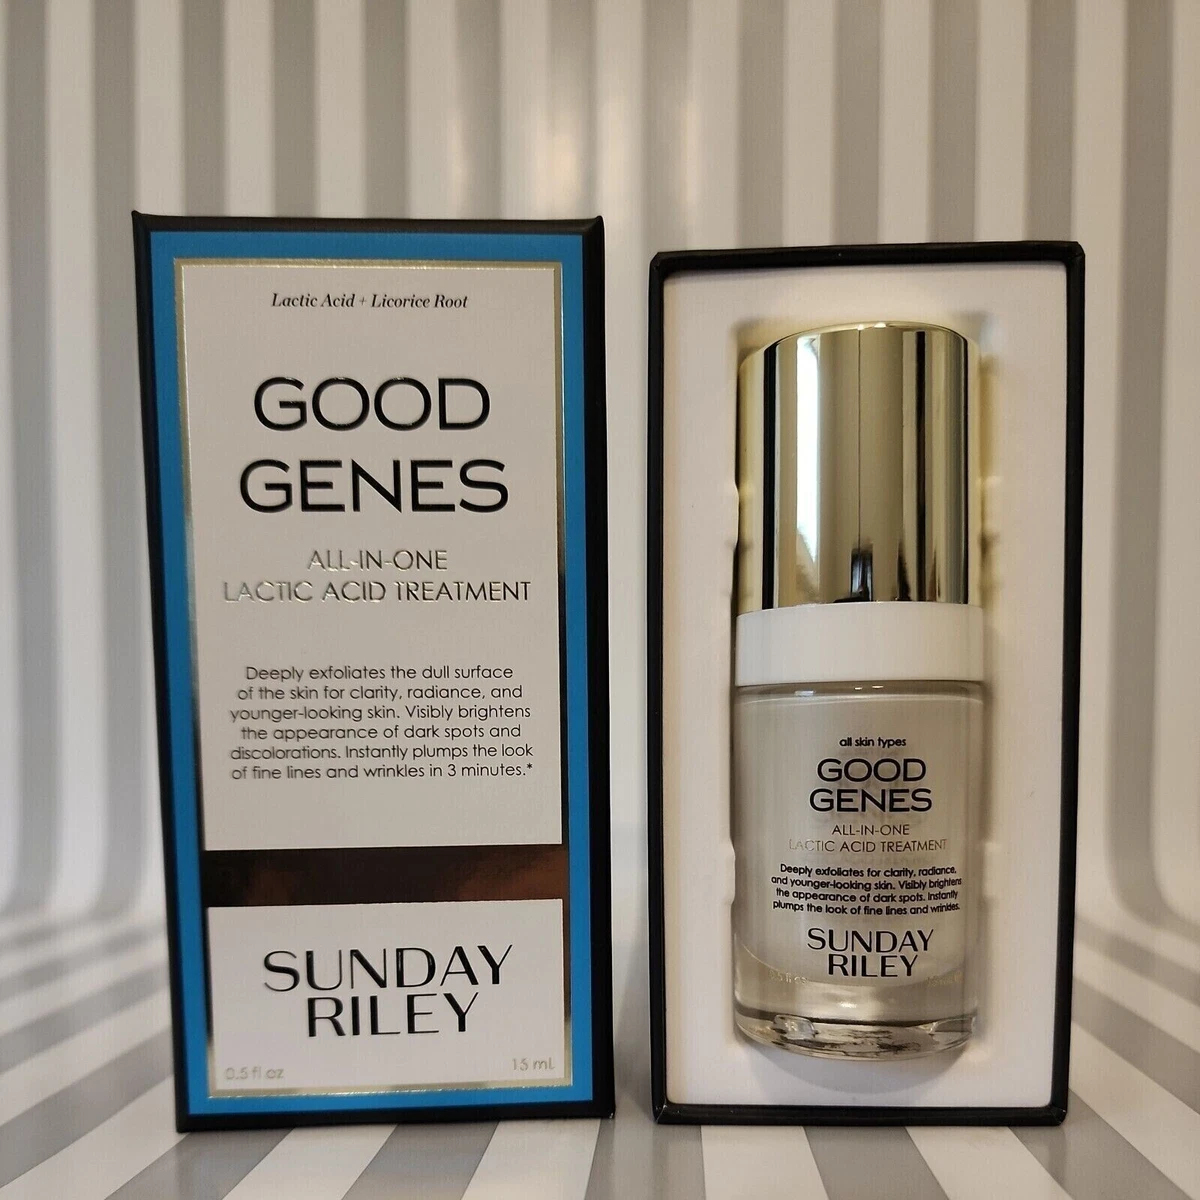 Lactic Acid + Licorice Root
GOOD
GENES
ALL-IN-ONE
LACTIC ACID TREATMENT
Deeply exfoliates the dull surface
of the skin for clarity, radiance, and
younger-looking skin. Visibly brightens
the appearance of dark spots and
discolorations. Instantly plumps the look
of fine lines and wrinkles in 3 minutes.*
SUNDAY
RILEY
0.5 fl oz 15 ml
all skin types
GOOD
GENES
ALL-IN-ONE
LACTIC ACID TREATMENT
Deeply exfoliates for clarity, radiance,
and younger-looking skin. Visibly brightens
the appearance of dark spots. Instantly
plumps the look of fine lines and wrinkles.
SUNDAY
RILEY